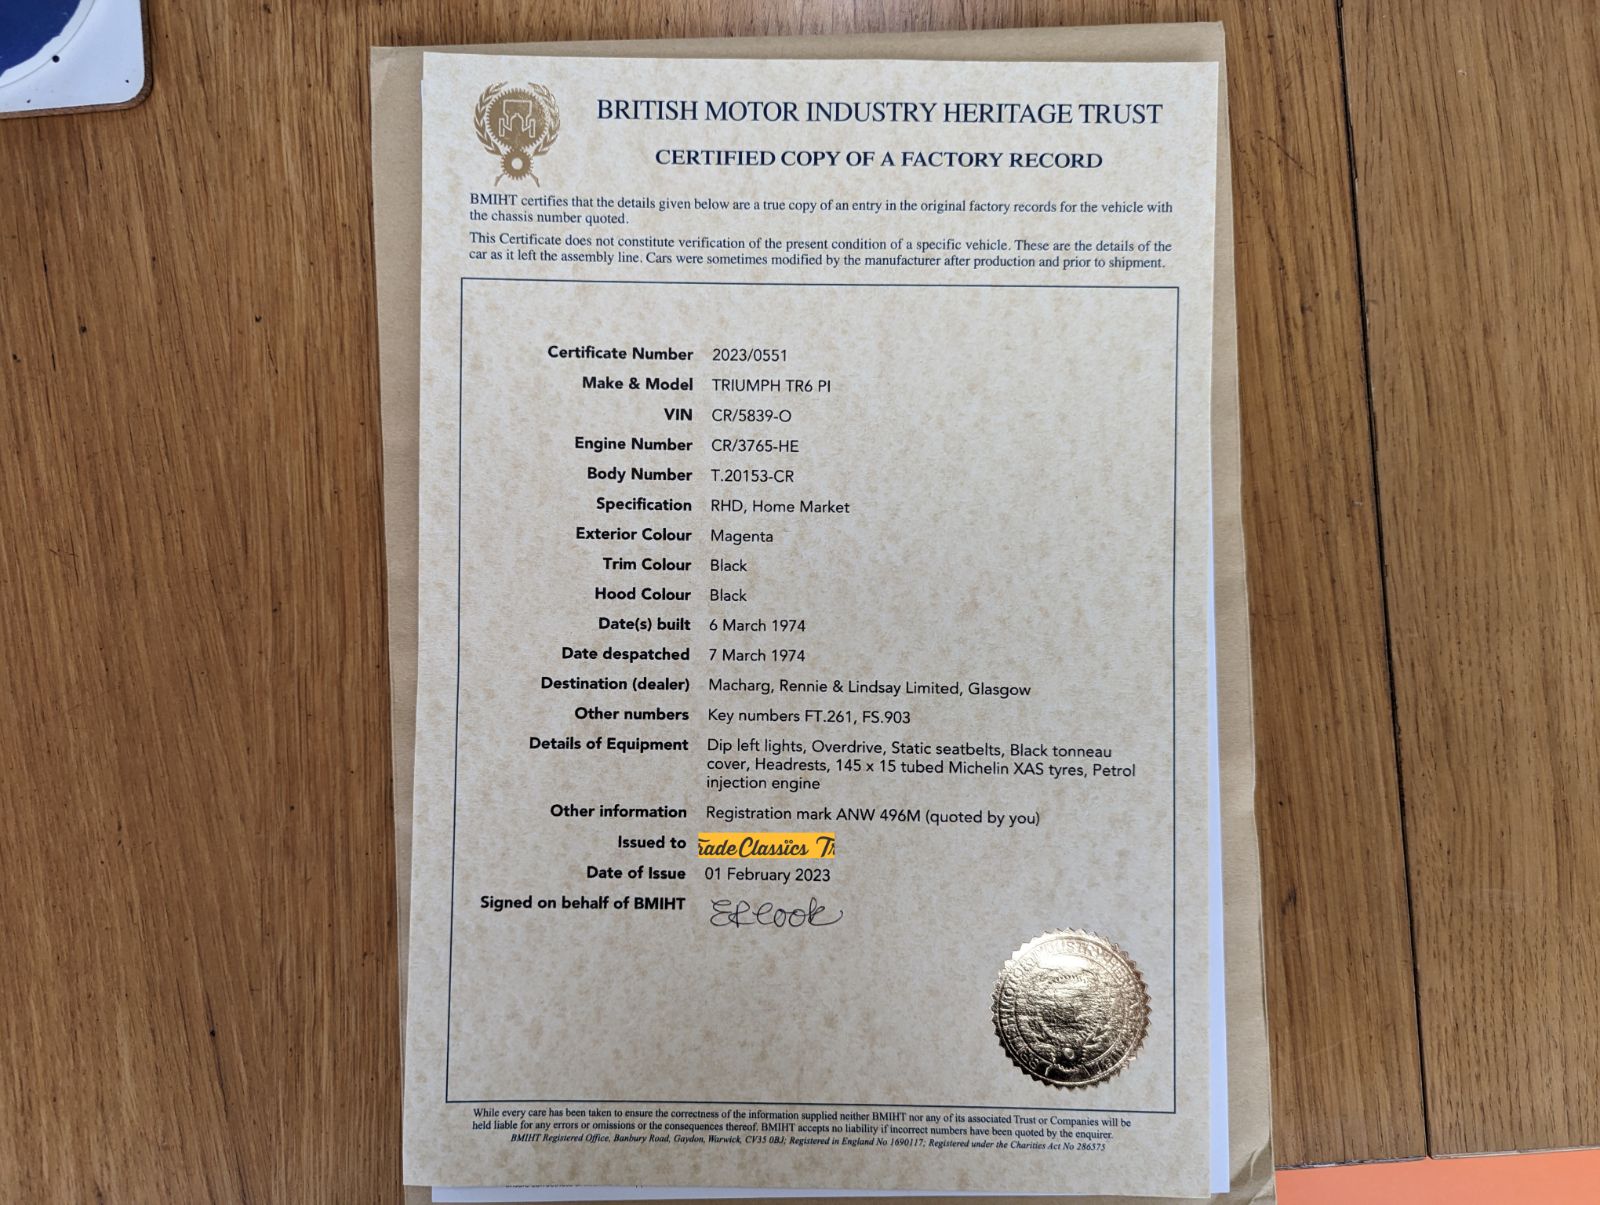 BRITISH MOTOR INDUSTRY HERITAGE TRUST
CERTIFIED COPY OF A FACTORY RECORD
BMIHT certifies that the details given below are a true copy of an entry in the original factory records for the vehicle with
the chassis number quoted.
This Certificate does not constitute verification of the present condition of a specific vehicle. These are the details of the
car as it left the assembly line. Cars were sometimes modified by the manufacturer after production and prior to shipment.
Certificate Number 2023/0551
Make & Model TRIUMPH TR6 PI
VIN CR/5839-O
Engine Number CR/3765-HE
Body Number T.20153-CR
Specification RHD, Home Market
Exterior Colour Magenta
Trim Colour Black
Hood Colour Black
Date(s) built 6 March 1974
Date despatched 7 March 1974
Destination (dealer) Macharg, Rennie & Lindsay Limited, Glasgow
Other numbers Key numbers FT.261, FS.903
Details of Equipment Dip left lights, Overdrive, Static seatbelts, Black tonneau
cover, Headrests, 145 x 15 tubed Michelin XAS tyres, Petrol
injection engine
Other information Registration mark ANW 496M (quoted by you)
Issued to radeClassics Tr
Date of Issue 01 February 2023
Signed on behalf of BMIHT ER Cook
While every care has been taken to ensure the correctness of the information supplied neither BMIHT nor any of its associated Trust or Companies will be
held liable for any errors or omissions or the consequences thereof. BMIHT accepts no liability if incorrect numbers have been quoted by the enquirer.
BMIHT Registered Office, Banbury Road, Gaydon, Warwick, CV35 0BJ; Registered in England No 1690117; Registered under the Charities Act No 286575